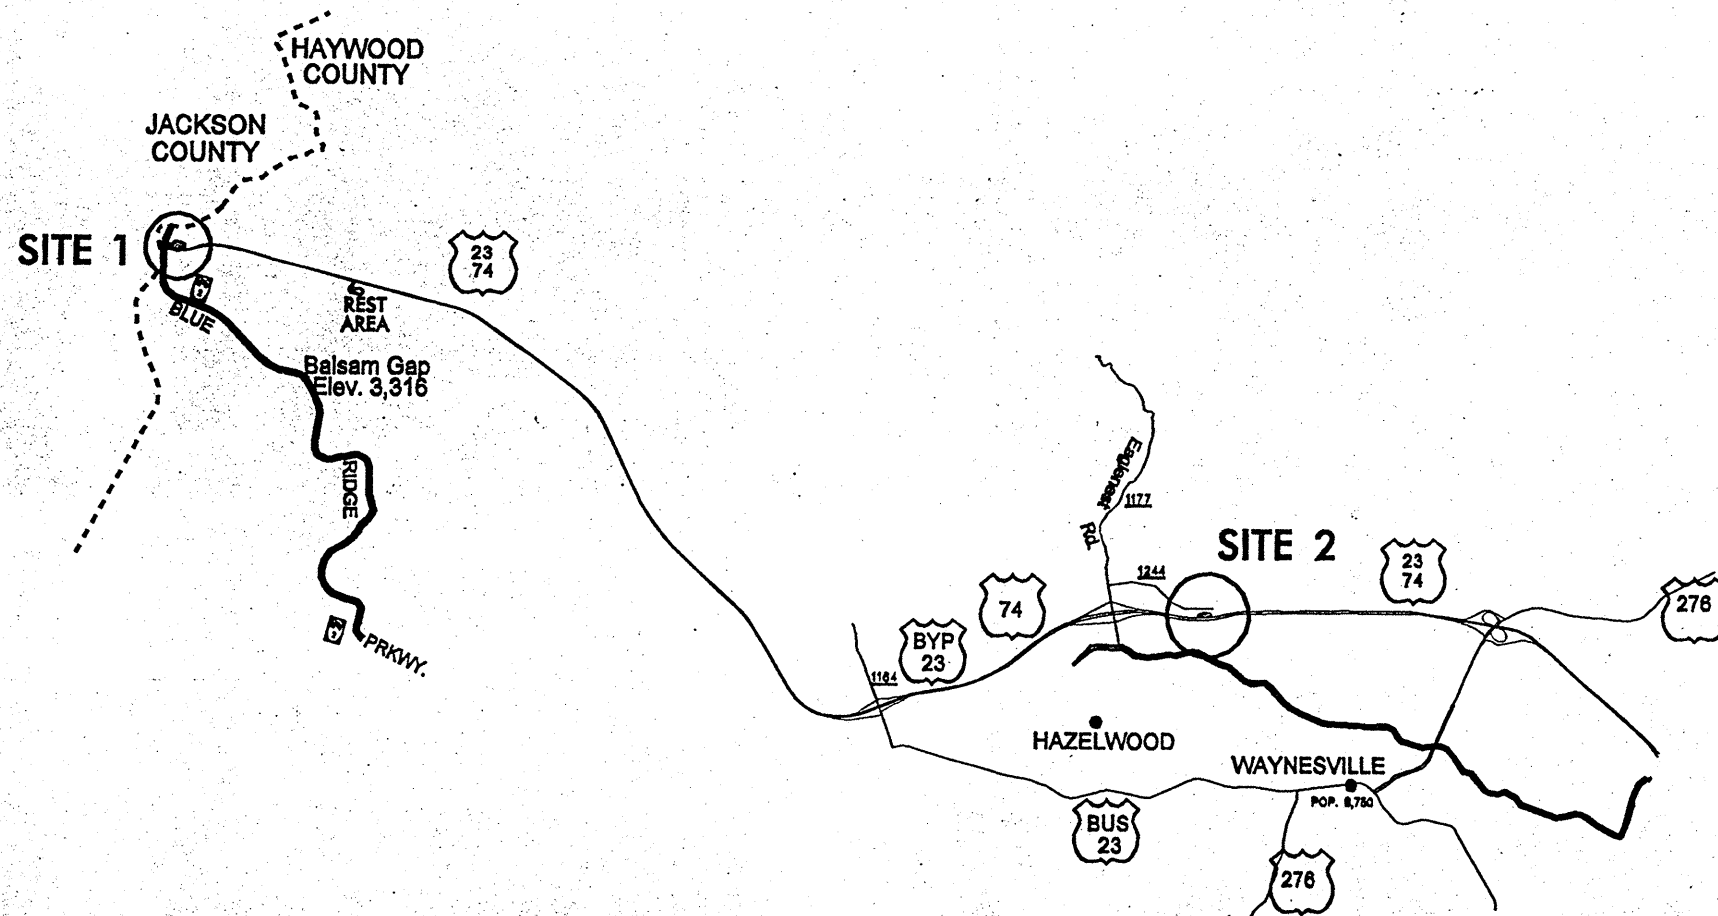 HAYWOOD
COUNTY
JACKSON
COUNTY
SITE 1
23
74
REST
AREA
BLUE
Balsam Gap
Elev. 3,316
RIDGE
PRKWY.
Eaglenest
Rd.
1177
SITE 2
1244
23
74
276
74
BYP
23
1164
HAZELWOOD
WAYNESVILLE
POP. 6,760
BUS
23
276